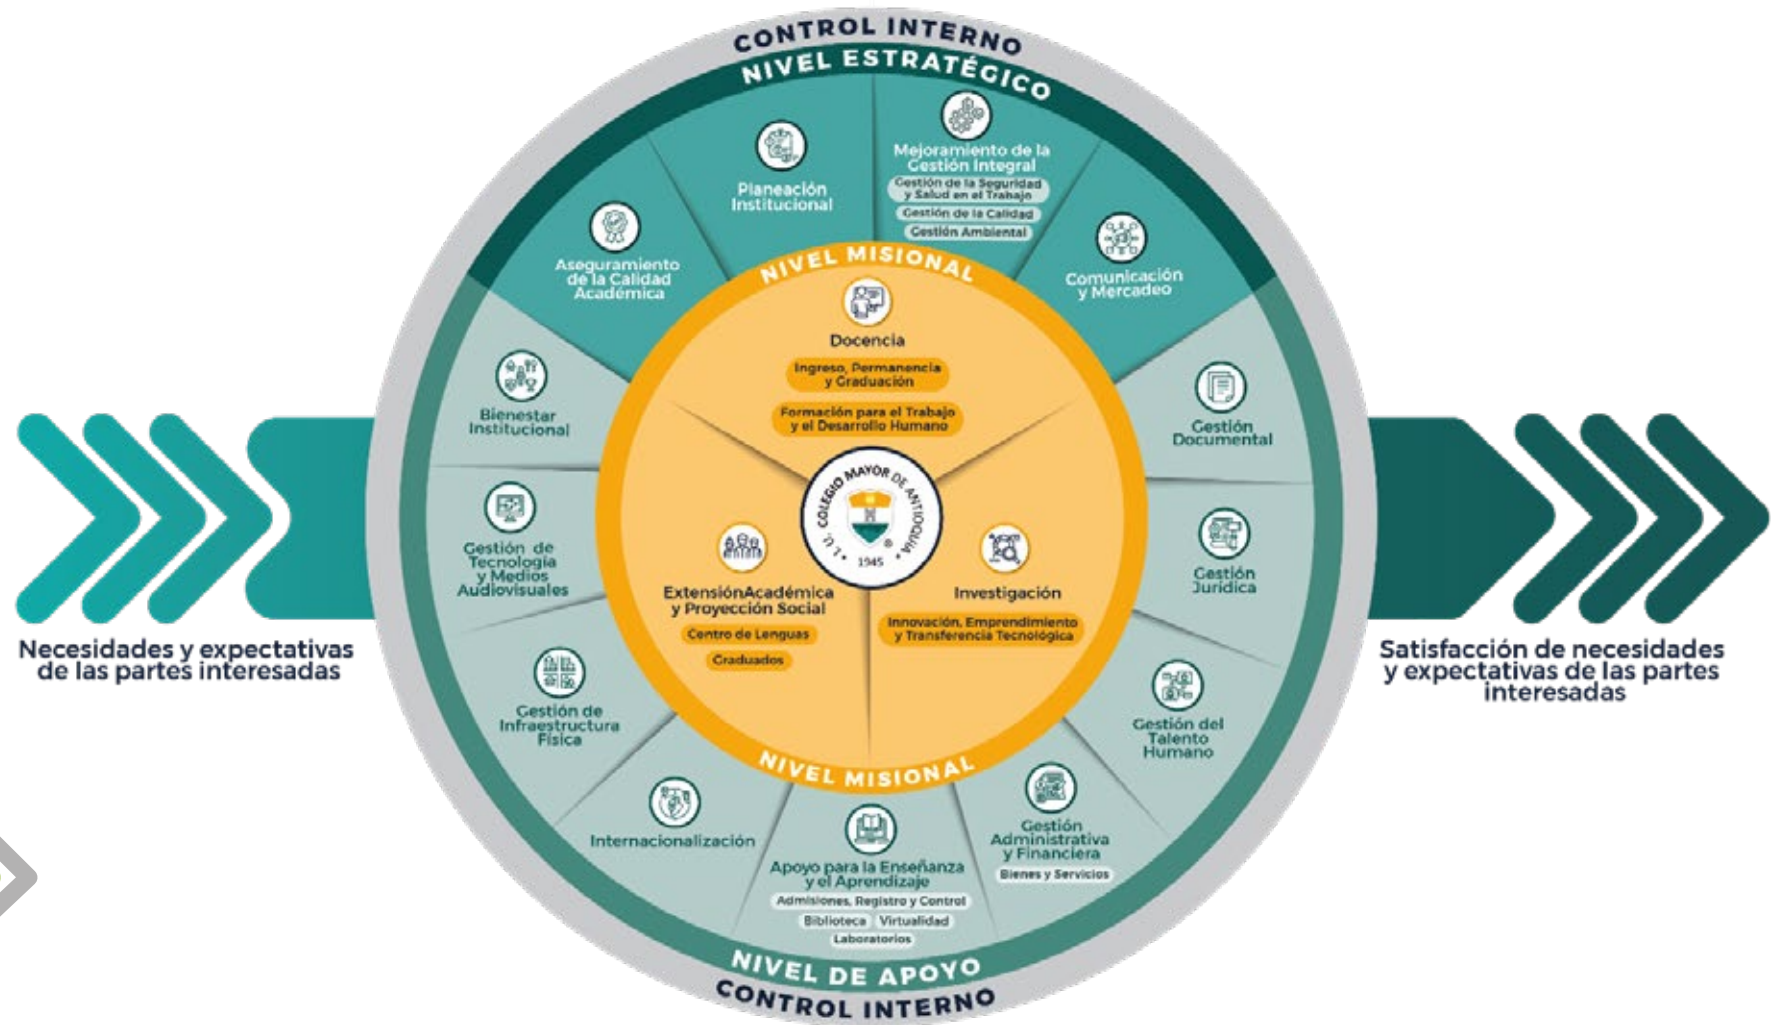 CONTROL INTERNO
NIVEL ESTRATÉGICO
Aseguramiento
de la Calidad
Académica
Planeación
Institucional
Mejoramiento de la
Gestión Integral
Gestión de la Seguridad
y Salud en el Trabajo
Gestión de la Calidad
Gestión Ambiental
Comunicación
y Mercadeo
NIVEL MISIONAL
Docencia
Ingreso, Permanencia
y Graduación
Formación para el Trabajo
y el Desarrollo Humano
I. U. COLEGIO MAYOR DE ANTIOQUIA
®
1945
ExtensiónAcadémica
y Proyección Social
Centro de Lenguas
Graduados
Investigación
Innovación, Emprendimiento
y Transferencia Tecnológica
NIVEL MISIONAL
Bienestar
Institucional
Gestión de
Tecnología
y Medios
Audiovisuales
Gestión de
Infraestructura
Física
Internacionalización
Apoyo para la Enseñanza
y el Aprendizaje
Admisiones, Registro y Control
Biblioteca Virtualidad
Laboratorios
Gestión
Administrativa
y Financiera
Bienes y Servicios
Gestión del
Talento
Humano
Gestión
Jurídica
Gestión
Documental
NIVEL DE APOYO
CONTROL INTERNO
Necesidades y expectativas
de las partes interesadas
Satisfacción de necesidades
y expectativas de las partes
interesadas